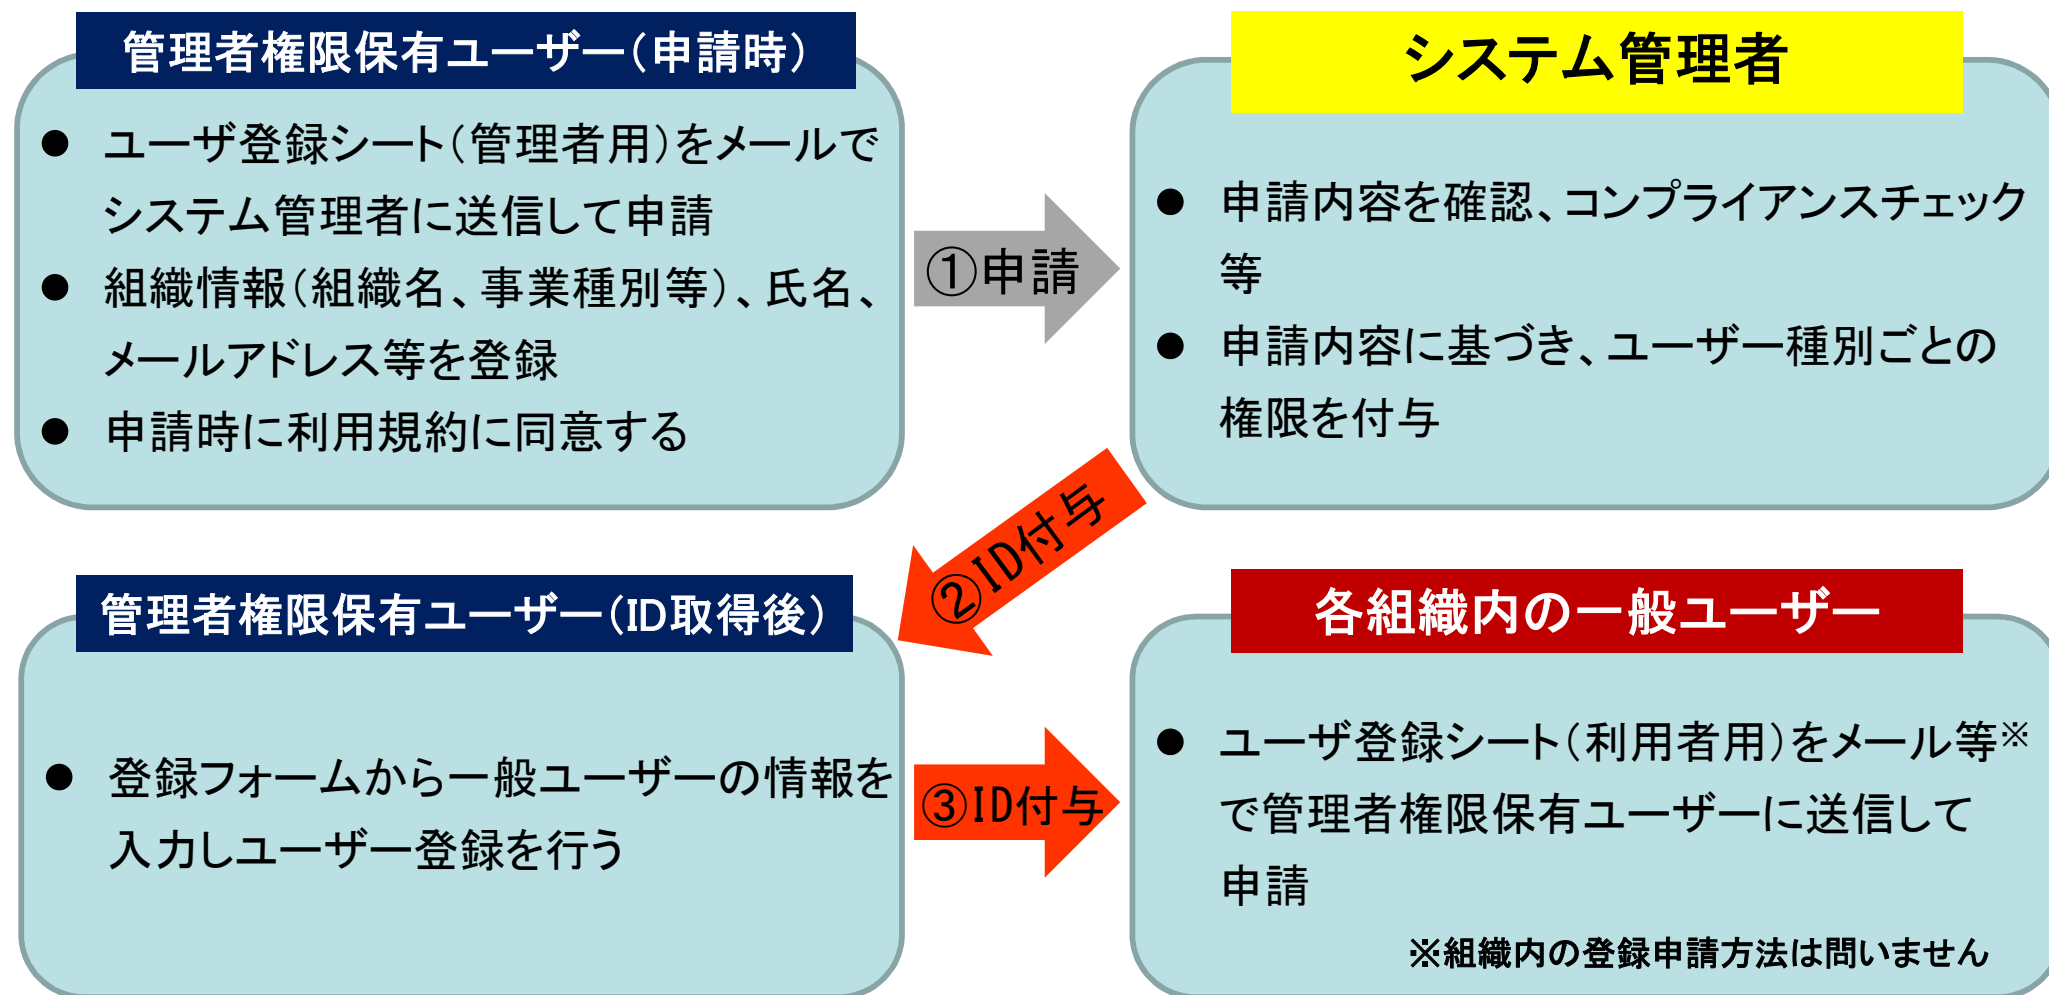 管理者権限保有ユーザー（申請時）
● ユーザ登録シート（管理者用）をメールで
システム管理者に送信して申請
● 組織情報（組織名、事業種別等）、氏名、
メールアドレス等を登録
● 申請時に利用規約に同意する
①申請
システム管理者
● 申請内容を確認、コンプライアンスチェック
等
● 申請内容に基づき、ユーザー種別ごとの
権限を付与
②ID付与
管理者権限保有ユーザー（ID取得後）
● 登録フォームから一般ユーザーの情報を
入力しユーザー登録を行う
③ID付与
各組織内の一般ユーザー
● ユーザ登録シート（利用者用）をメール等※
で管理者権限保有ユーザーに送信して
申請
※組織内の登録申請方法は問いません